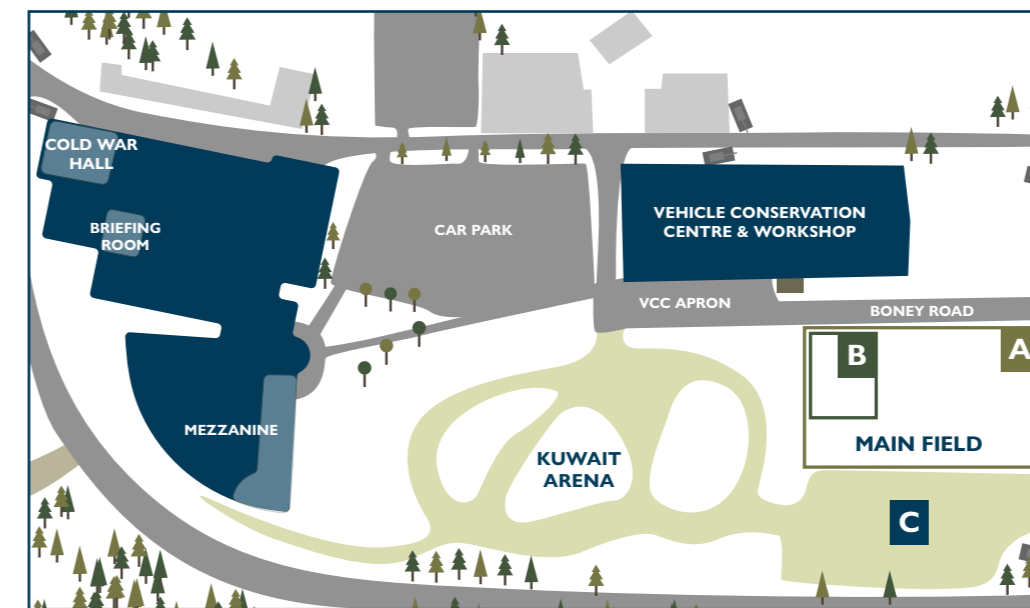 COLD WAR
HALL
BRIEFING
ROOM
CAR PARK
VEHICLE CONSERVATION
CENTRE & WORKSHOP
VCC APRON
BONEY ROAD
B
A
MEZZANINE
MAIN FIELD
KUWAIT
ARENA
C